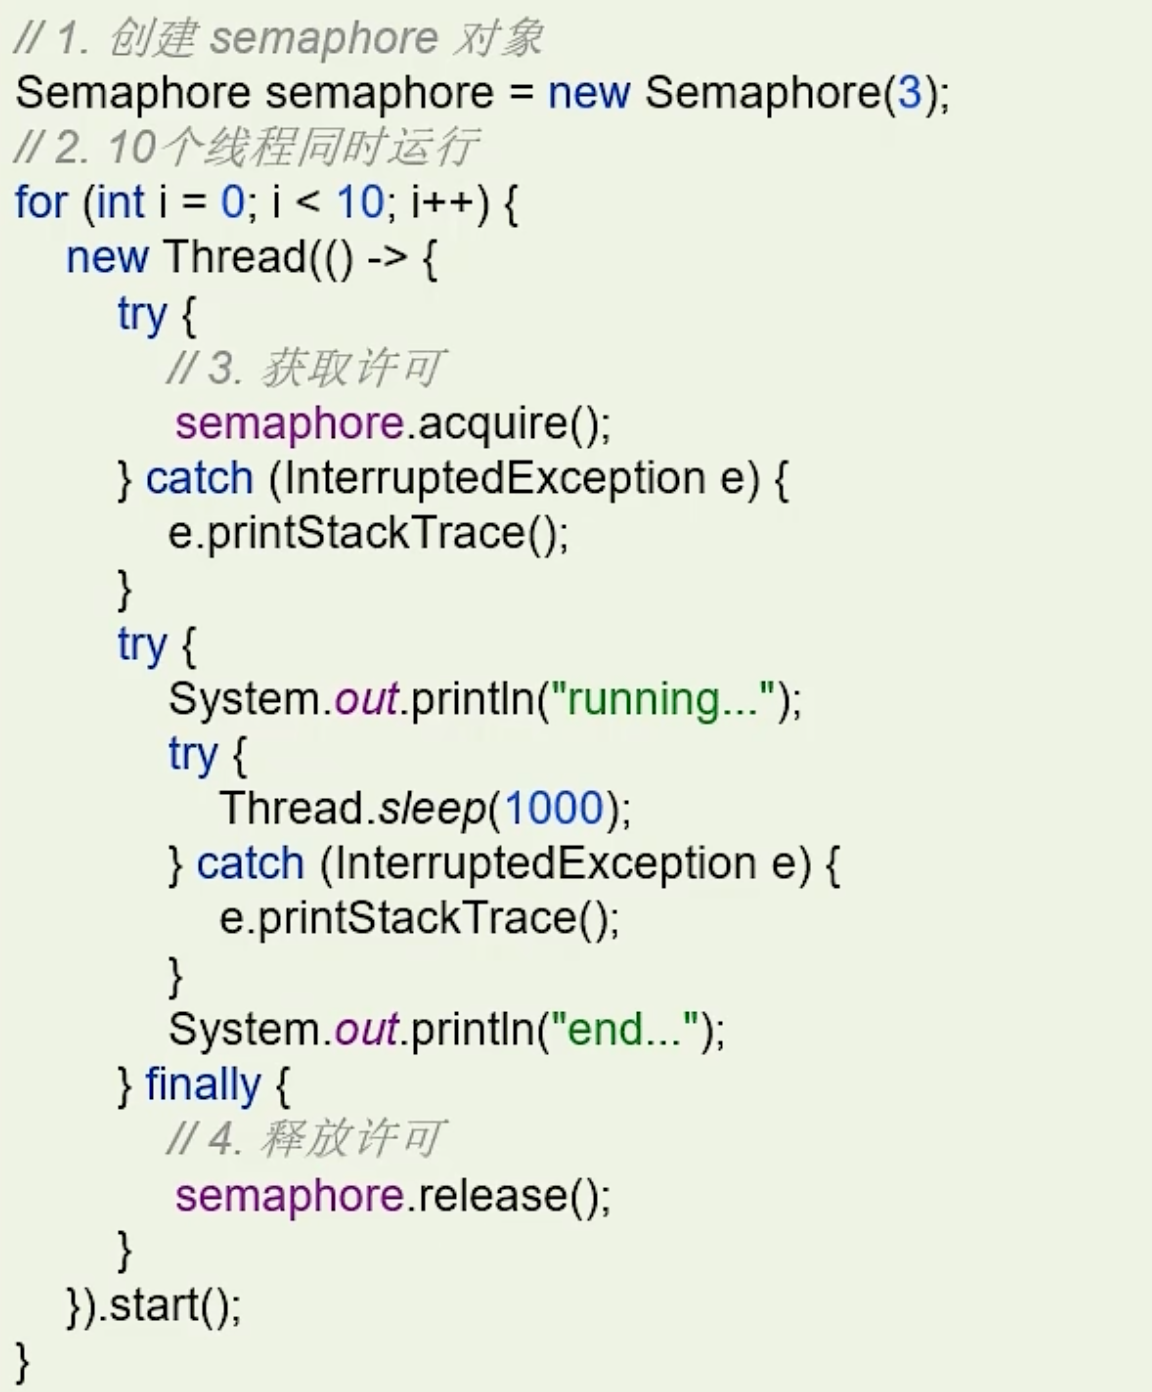 // 1. 创建 semaphore 对象
Semaphore semaphore = new Semaphore(3);
// 2. 10个线程同时运行
for (int i = 0; i < 10; i++) {
new Thread(() -> {
try {
// 3. 获取许可
semaphore.acquire();
} catch (InterruptedException e) {
e.printStackTrace();
}
try {
System.out.println("running...");
try {
Thread.sleep(1000);
} catch (InterruptedException e) {
e.printStackTrace();
}
System.out.println("end...");
} finally {
// 4. 释放许可
semaphore.release();
}
}).start();
}